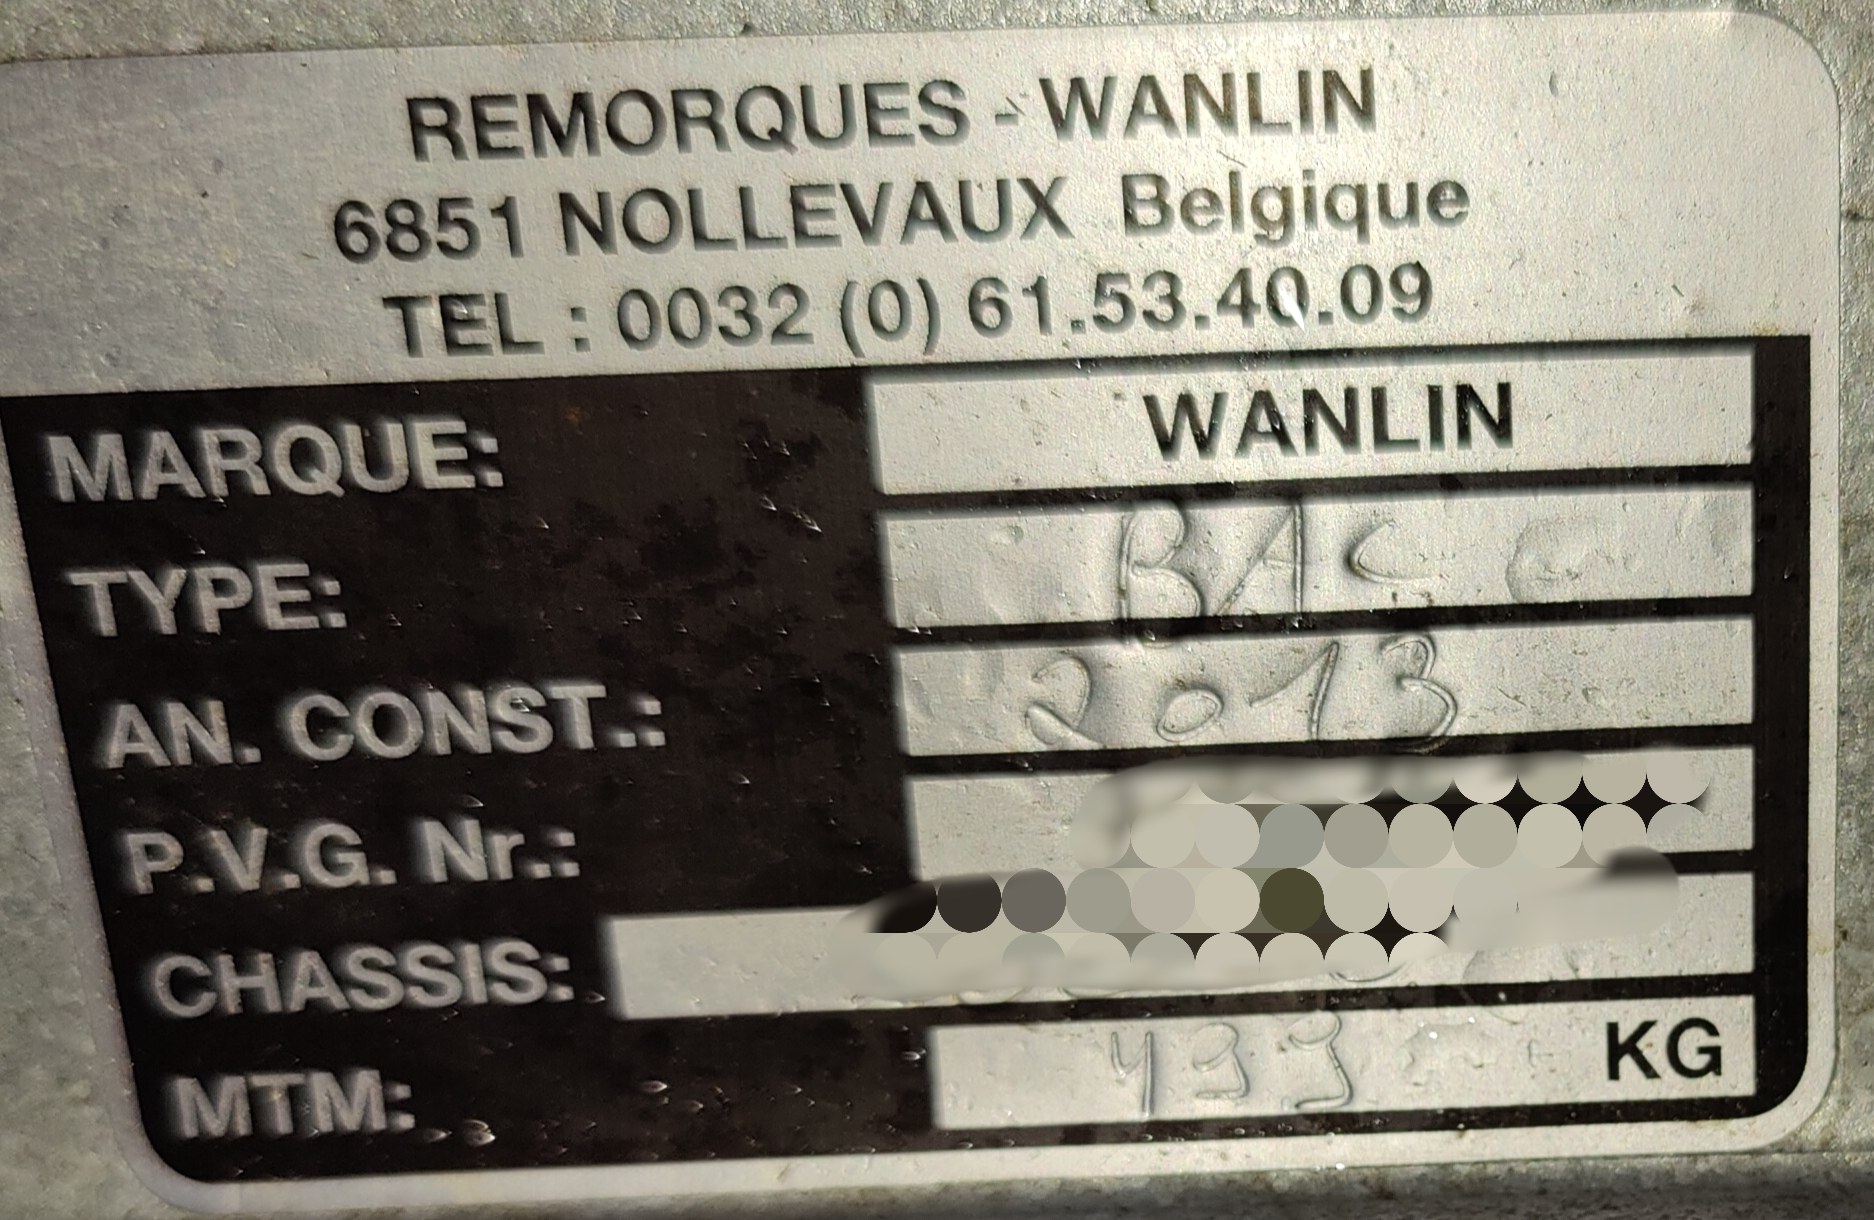 REMORQUES - WANLIN
6851 NOLLEVAUX Belgique
TEL : 0032 (0) 61.53.40.09
MARQUE: WANLIN
TYPE: BAC
AN. CONST.: 2013
P.V.G. Nr.:
CHASSIS:
MTM: 499 KG